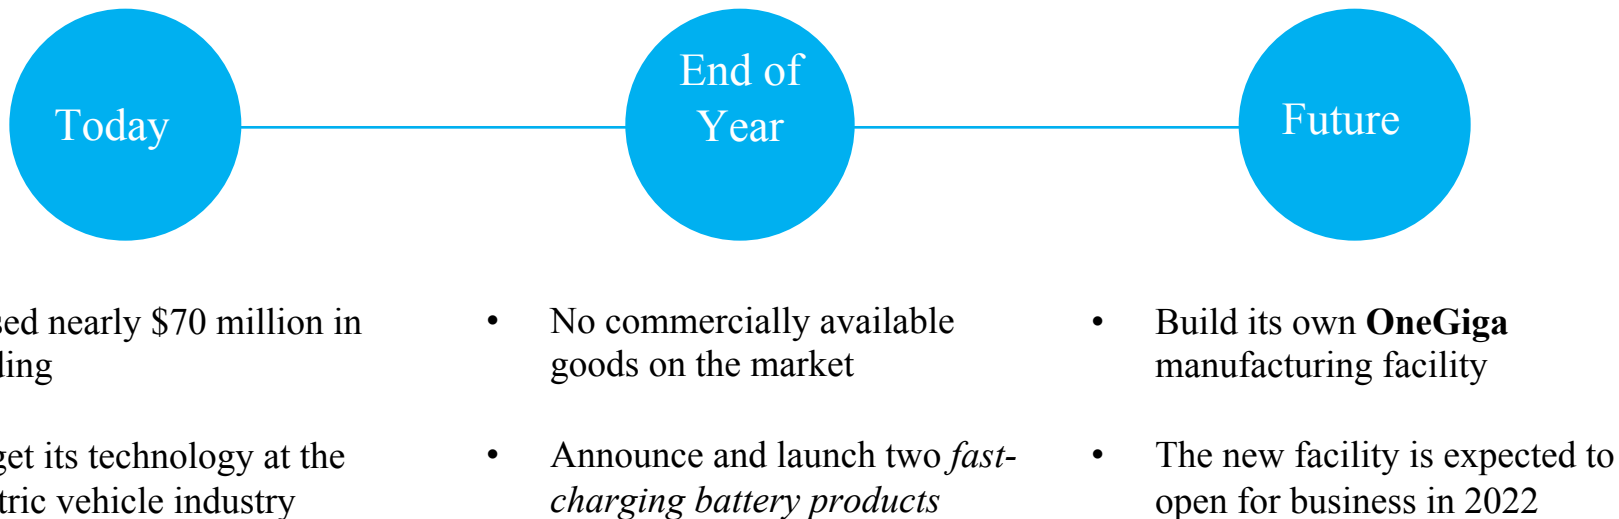 Today
End of
Year
Future
sed nearly $70 million in
ding
get its technology at the
tric vehicle industry
• No commercially available
goods on the market
• Announce and launch two fast-
charging battery products
• Build its own OneGiga
manufacturing facility
• The new facility is expected to
open for business in 2022